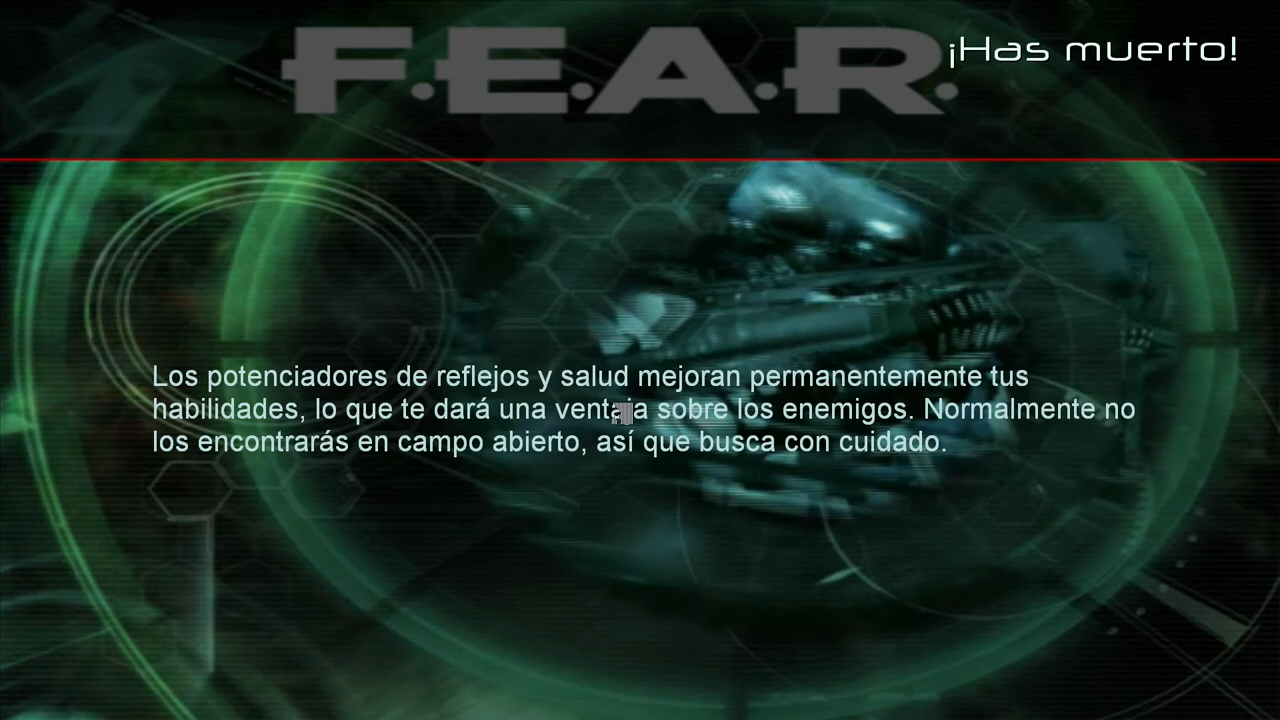 F.E.A.R.
¡Has muerto!
Los potenciadores de reflejos y salud mejoran permanentemente tus
habilidades, lo que te dará una ventaja sobre los enemigos. Normalmente no
los encontrarás en campo abierto, así que busca con cuidado.